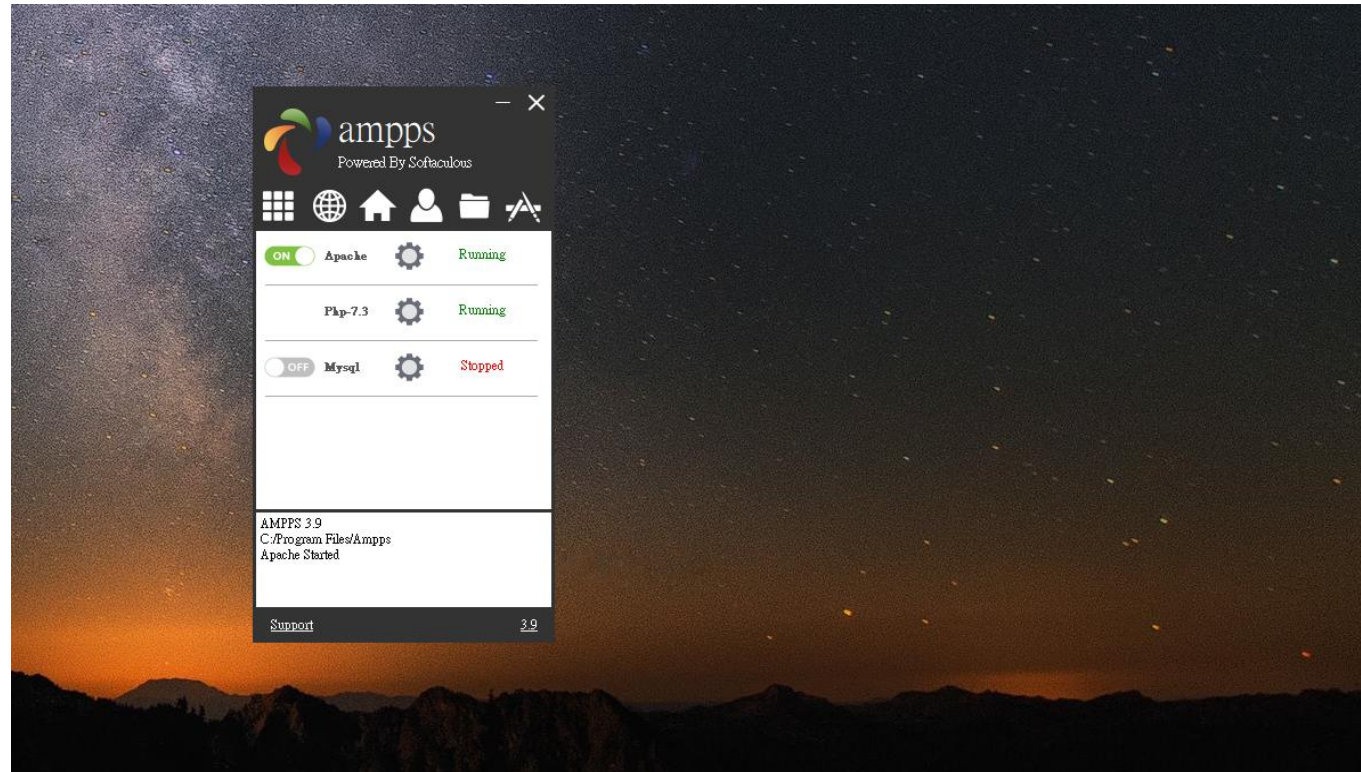 ampps
Powered By Softaculous
ON Apache Running
Php-7.3 Running
OFF Mysql Stopped
AMPPS 3.9
C:/Program Files/Ampps
Apache Started
Support 3.9